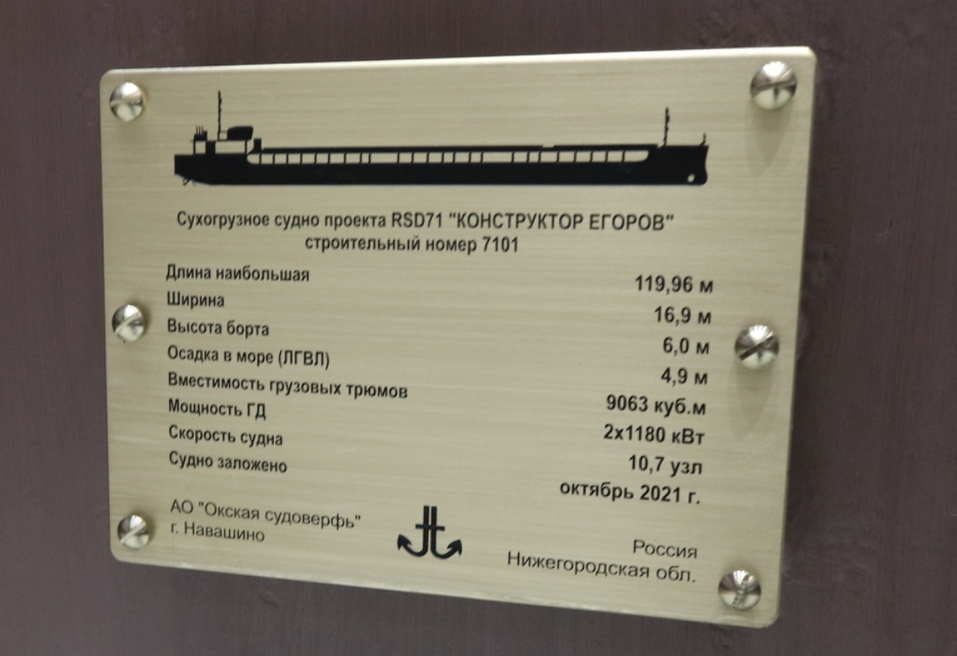 Сухогрузное судно проекта RSD71 "КОНСТРУКТОР ЕГОРОВ"
строительный номер 7101
Длина наибольшая 119,96 м
Ширина 16,9 м
Высота борта 6,0 м
Осадка в море (ЛГВЛ) 4,9 м
Вместимость грузовых трюмов 9063 куб.м
Мощность ГД 2х1180 кВт
Скорость судна 10,7 узл
Судно заложено октябрь 2021 г.
АО "Окская судоверфь" Россия
г. Навашино Нижегородская обл.